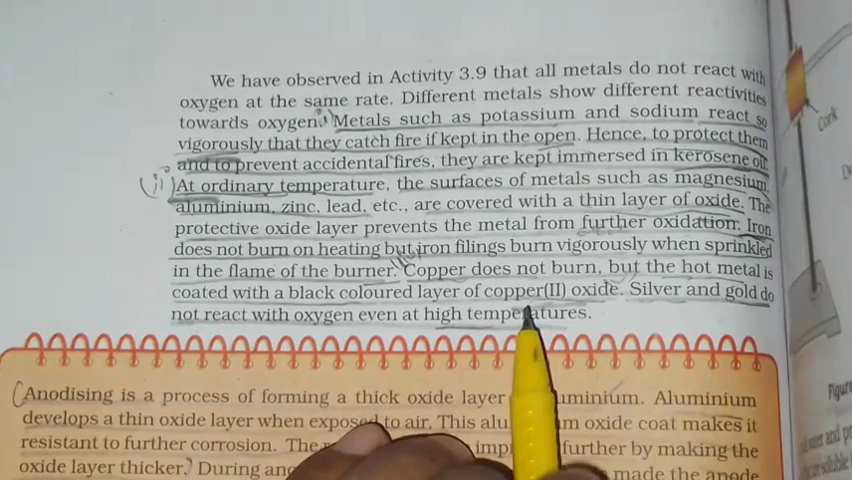 We have observed in Activity 3.9 that all metals do not react with
oxygen at the same rate. Different metals show different reactivities
towards oxygen. i) Metals such as potassium and sodium react so
vigorously that they catch fire if kept in the open. Hence, to protect them
and to prevent accidental fires, they are kept immersed in kerosene oil.
(ii) At ordinary temperature, the surfaces of metals such as magnesium,
aluminium, zinc, lead, etc., are covered with a thin layer of oxide. The
protective oxide layer prevents the metal from further oxidation. Iron
does not burn on heating but iron filings burn vigorously when sprinkled
in the flame of the burner. Copper does not burn, but the hot metal is
coated with a black coloured layer of copper(II) oxide. Silver and gold do
not react with oxygen even at high temperatures.
Cork
Anodising is a process of forming a thick oxide layer Aluminium
develops a thin oxide layer when exposed to air. This oxide coat makes it
resistant to further corrosion. The further by making the
oxide layer thicker. During made the anode
Figure
water and
soluble